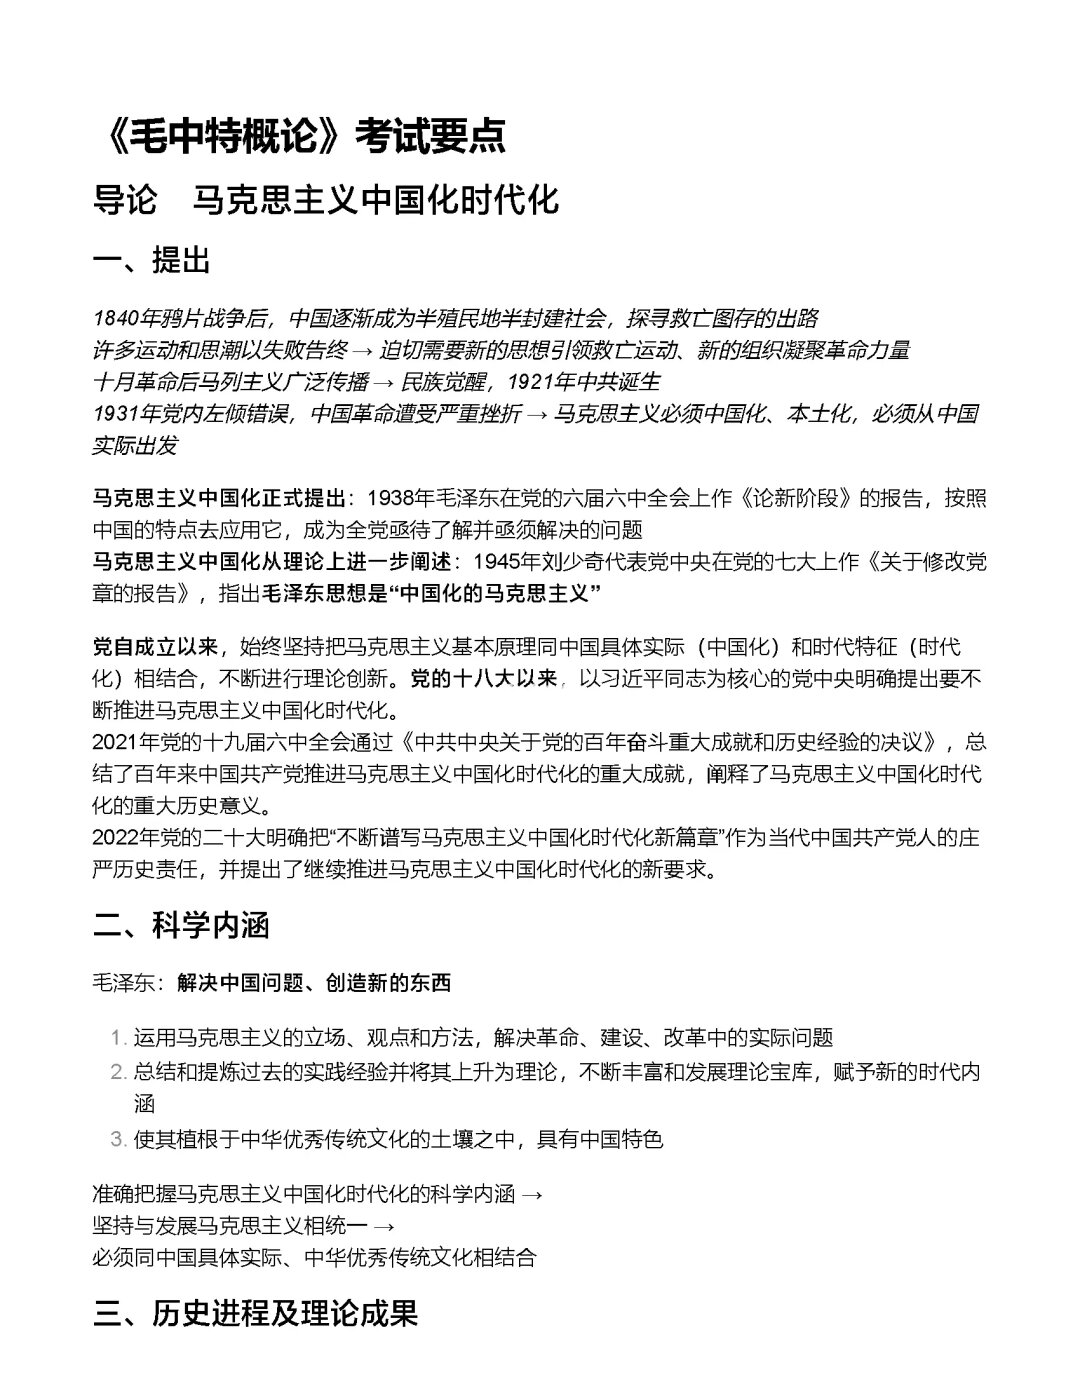 《毛中特概论》考试要点
导论　马克思主义中国化时代化
一、提出
1840年鸦片战争后，中国逐渐成为半殖民地半封建社会，探寻救亡图存的出路
许多运动和思潮以失败告终 → 迫切需要新的思想引领救亡运动、新的组织凝聚革命力量
十月革命后马列主义广泛传播 → 民族觉醒，1921年中共诞生
1931年党内左倾错误，中国革命遭受严重挫折 → 马克思主义必须中国化、本土化，必须从中国
实际出发
马克思主义中国化正式提出：1938年毛泽东在党的六届六中全会上作《论新阶段》的报告，按照
中国的特点去应用它，成为全党亟待了解并亟须解决的问题
马克思主义中国化从理论上进一步阐述：1945年刘少奇代表党中央在党的七大上作《关于修改党
章的报告》，指出毛泽东思想是“中国化的马克思主义”
党自成立以来，始终坚持把马克思主义基本原理同中国具体实际（中国化）和时代特征（时代
化）相结合，不断进行理论创新。党的十八大以来，以习近平同志为核心的党中央明确提出要不
断推进马克思主义中国化时代化。
2021年党的十九届六中全会通过《中共中央关于党的百年奋斗重大成就和历史经验的决议》，总
结了百年来中国共产党推进马克思主义中国化时代化的重大成就，阐释了马克思主义中国化时代
化的重大历史意义。
2022年党的二十大明确把“不断谱写马克思主义中国化时代化新篇章”作为当代中国共产党人的庄
严历史责任，并提出了继续推进马克思主义中国化时代化的新要求。
二、科学内涵
毛泽东：解决中国问题、创造新的东西
1. 运用马克思主义的立场、观点和方法，解决革命、建设、改革中的实际问题
2. 总结和提炼过去的实践经验并将其上升为理论，不断丰富和发展理论宝库，赋予新的时代内
涵
3. 使其植根于中华优秀传统文化的土壤之中，具有中国特色
准确把握马克思主义中国化时代化的科学内涵 →
坚持与发展马克思主义相统一 →
必须同中国具体实际、中华优秀传统文化相结合
三、历史进程及理论成果